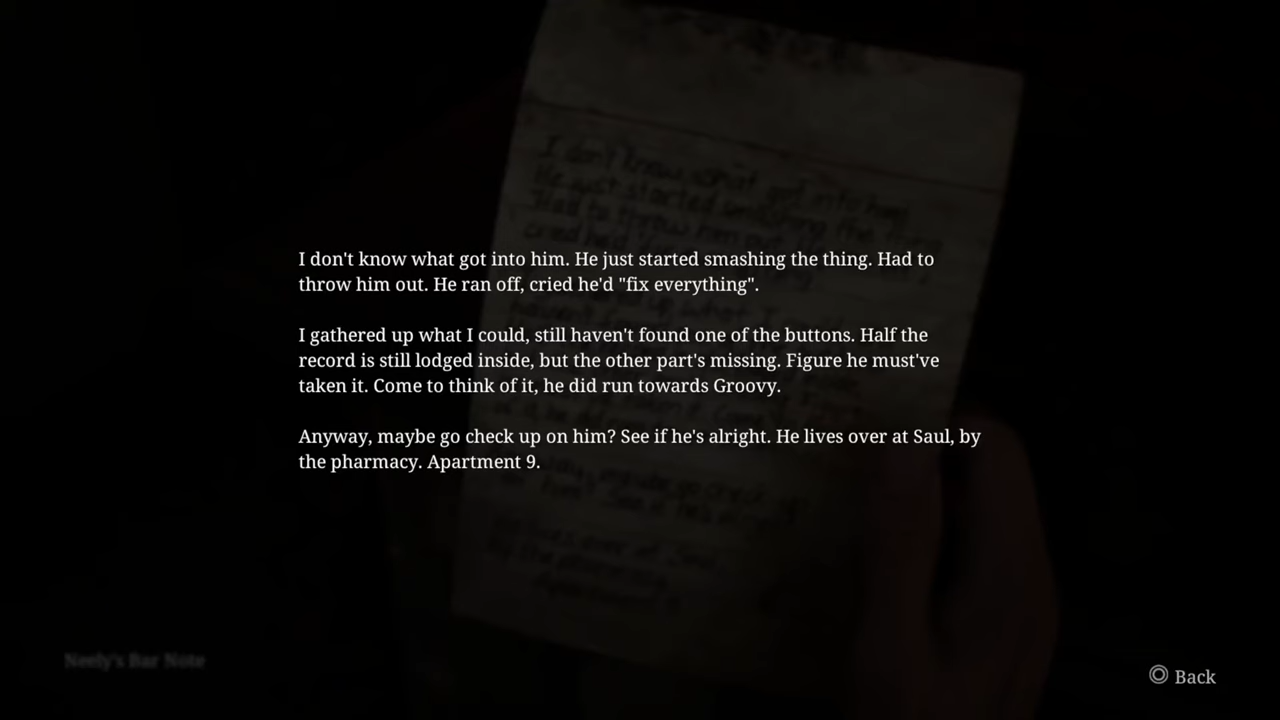 I don't know what got into him. He just started smashing the thing. Had to
throw him out. He ran off, cried he'd "fix everything".
I gathered up what I could, still haven't found one of the buttons. Half the
record is still lodged inside, but the other part's missing. Figure he must've
taken it. Come to think of it, he did run towards Groovy.
Anyway, maybe go check up on him? See if he's alright. He lives over at Saul, by
the pharmacy. Apartment 9.
Neely's Bar Note
Back